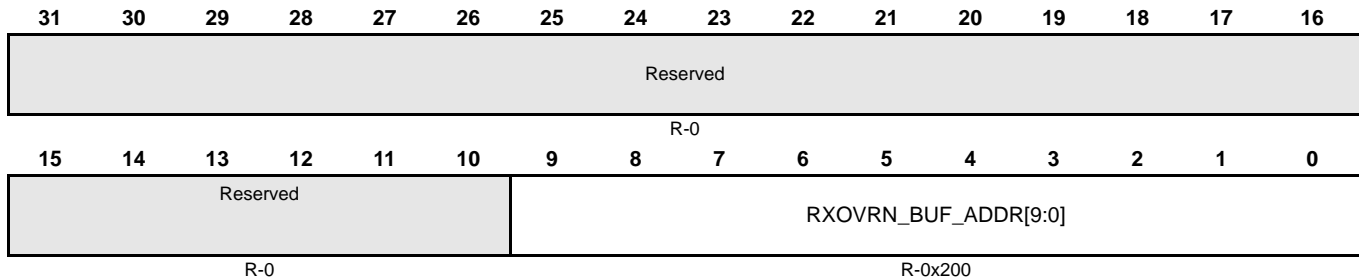 31 30 29 28 27 26 25 24 23 22 21 20 19 18 17 16
Reserved
R-0
15 14 13 12 11 10 9 8 7 6 5 4 3 2 1 0
Reserved RXOVRN_BUF_ADDR[9:0]
R-0 R-0x200